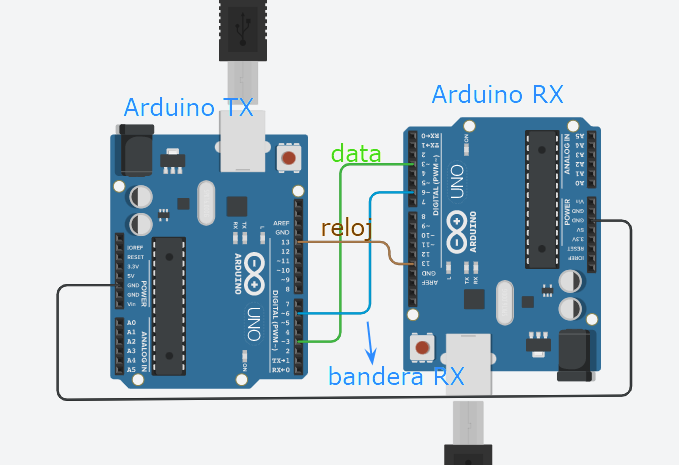 Arduino TX
Arduino RX
data
reloj
bandera RX
AREF
GND
13
12
~11
~10
~9
8
7
~6
~5
4
~3
2
TX→1
RX←0
DIGITAL (PWM~)
ARDUINO
UNO
RX
TX
L
ON
IOREF
RESET
3.3V
5V
GND
GND
Vin
POWER
A0
A1
A2
A3
A4
A5
ANALOG IN
RX←0
TX→1
2
~3
4
~5
~6
7
8
~9
~10
~11
12
13
GND
AREF
DIGITAL (PWM~)
UNO
ARDUINO
ON
L
TX
RX
A5
A4
A3
A2
A1
A0
ANALOG IN
Vin
GND
GND
5V
3.3V
RESET
IOREF
POWER